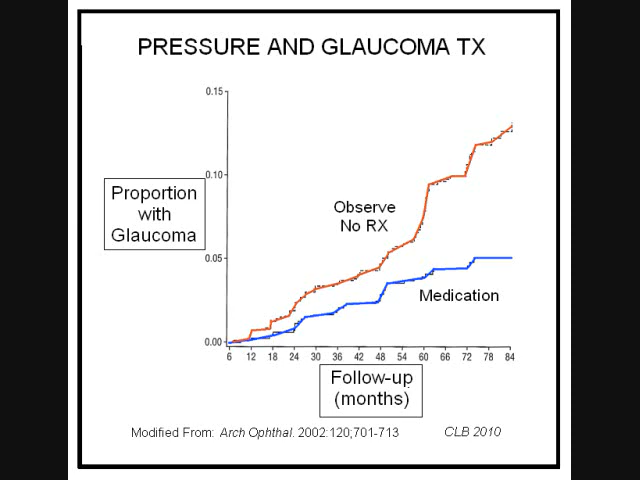 PRESSURE AND GLAUCOMA TX
0.15
0.10
Proportion
with
Glaucoma
Observe
No RX
0.05
Medication
0.00
6 12 18 24 30 36 42 48 54 60 66 72 78 84
Follow-up
(months)
Modified From: Arch Ophthal. 2002:120;701-713
CLB 2010